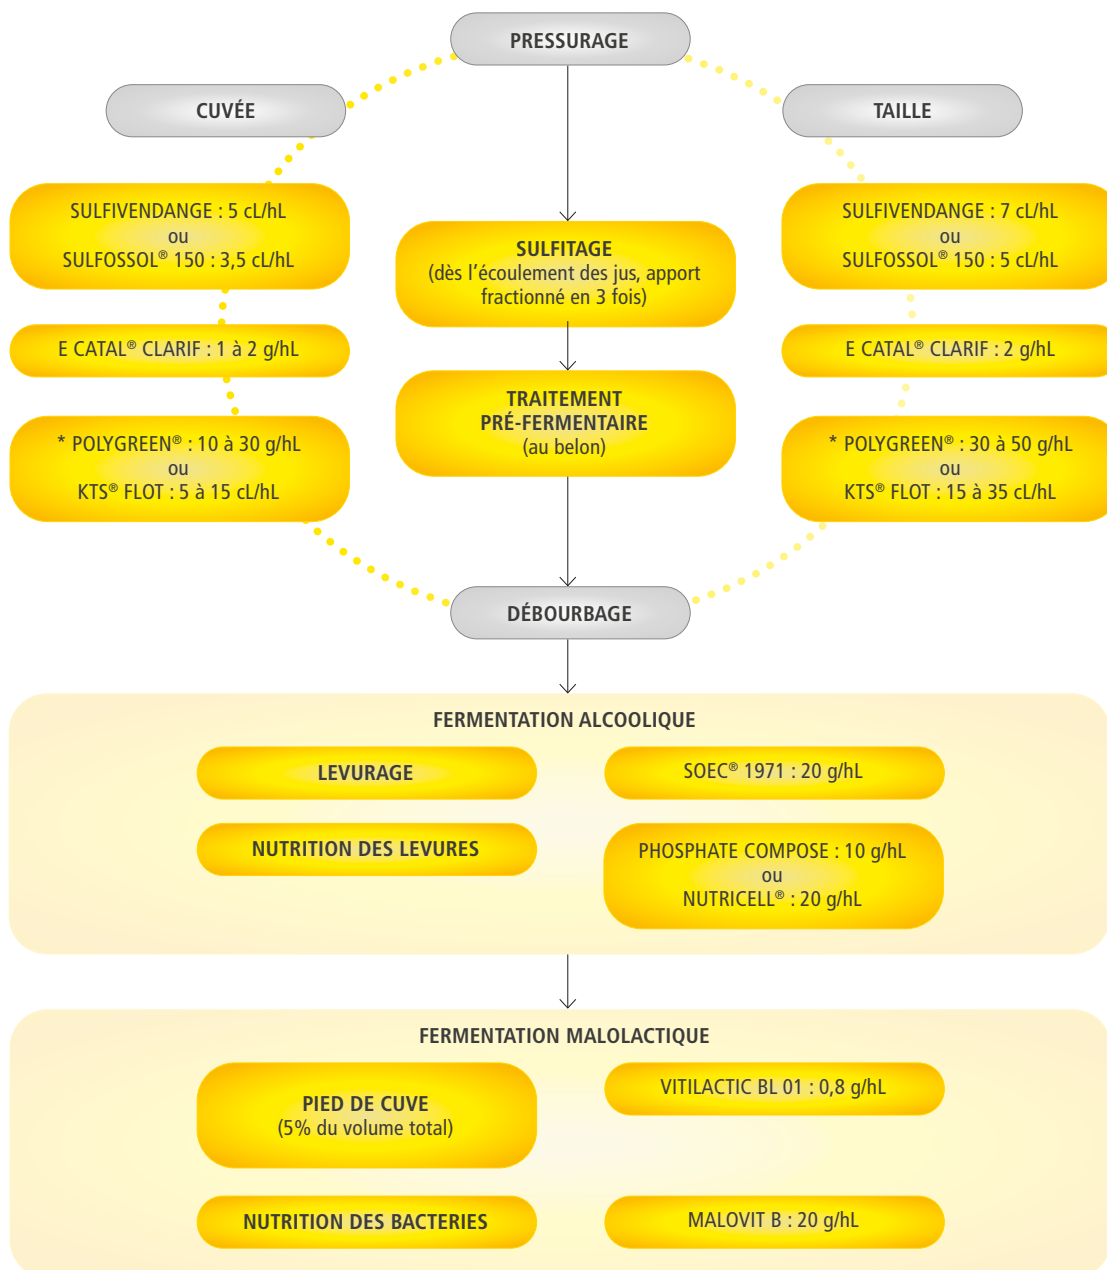 PRESSURAGE
CUVÉE
TAILLE
SULFIVENDANGE : 5 cL/hL
ou
SULFOSSOL® 150 : 3,5 cL/hL
SULFITAGE
(dès l'écoulement des jus, apport
fractionné en 3 fois)
SULFIVENDANGE : 7 cL/hL
ou
SULFOSSOL® 150 : 5 cL/hL
E CATAL® CLARIF : 1 à 2 g/hL
E CATAL® CLARIF : 2 g/hL
TRAITEMENT
PRÉ-FERMENTAIRE
(au belon)
* POLYGREEN® : 10 à 30 g/hL
ou
KTS® FLOT : 5 à 15 cL/hL
* POLYGREEN® : 30 à 50 g/hL
ou
KTS® FLOT : 15 à 35 cL/hL
DÉBOURBAGE
FERMENTATION ALCOOLIQUE
LEVURAGE
SOEC® 1971 : 20 g/hL
NUTRITION DES LEVURES
PHOSPHATE COMPOSE : 10 g/hL
ou
NUTRICELL® : 20 g/hL
FERMENTATION MALOLACTIQUE
PIED DE CUVE
(5% du volume total)
VITILACTIC BL 01 : 0,8 g/hL
NUTRITION DES BACTERIES
MALOVIT B : 20 g/hL